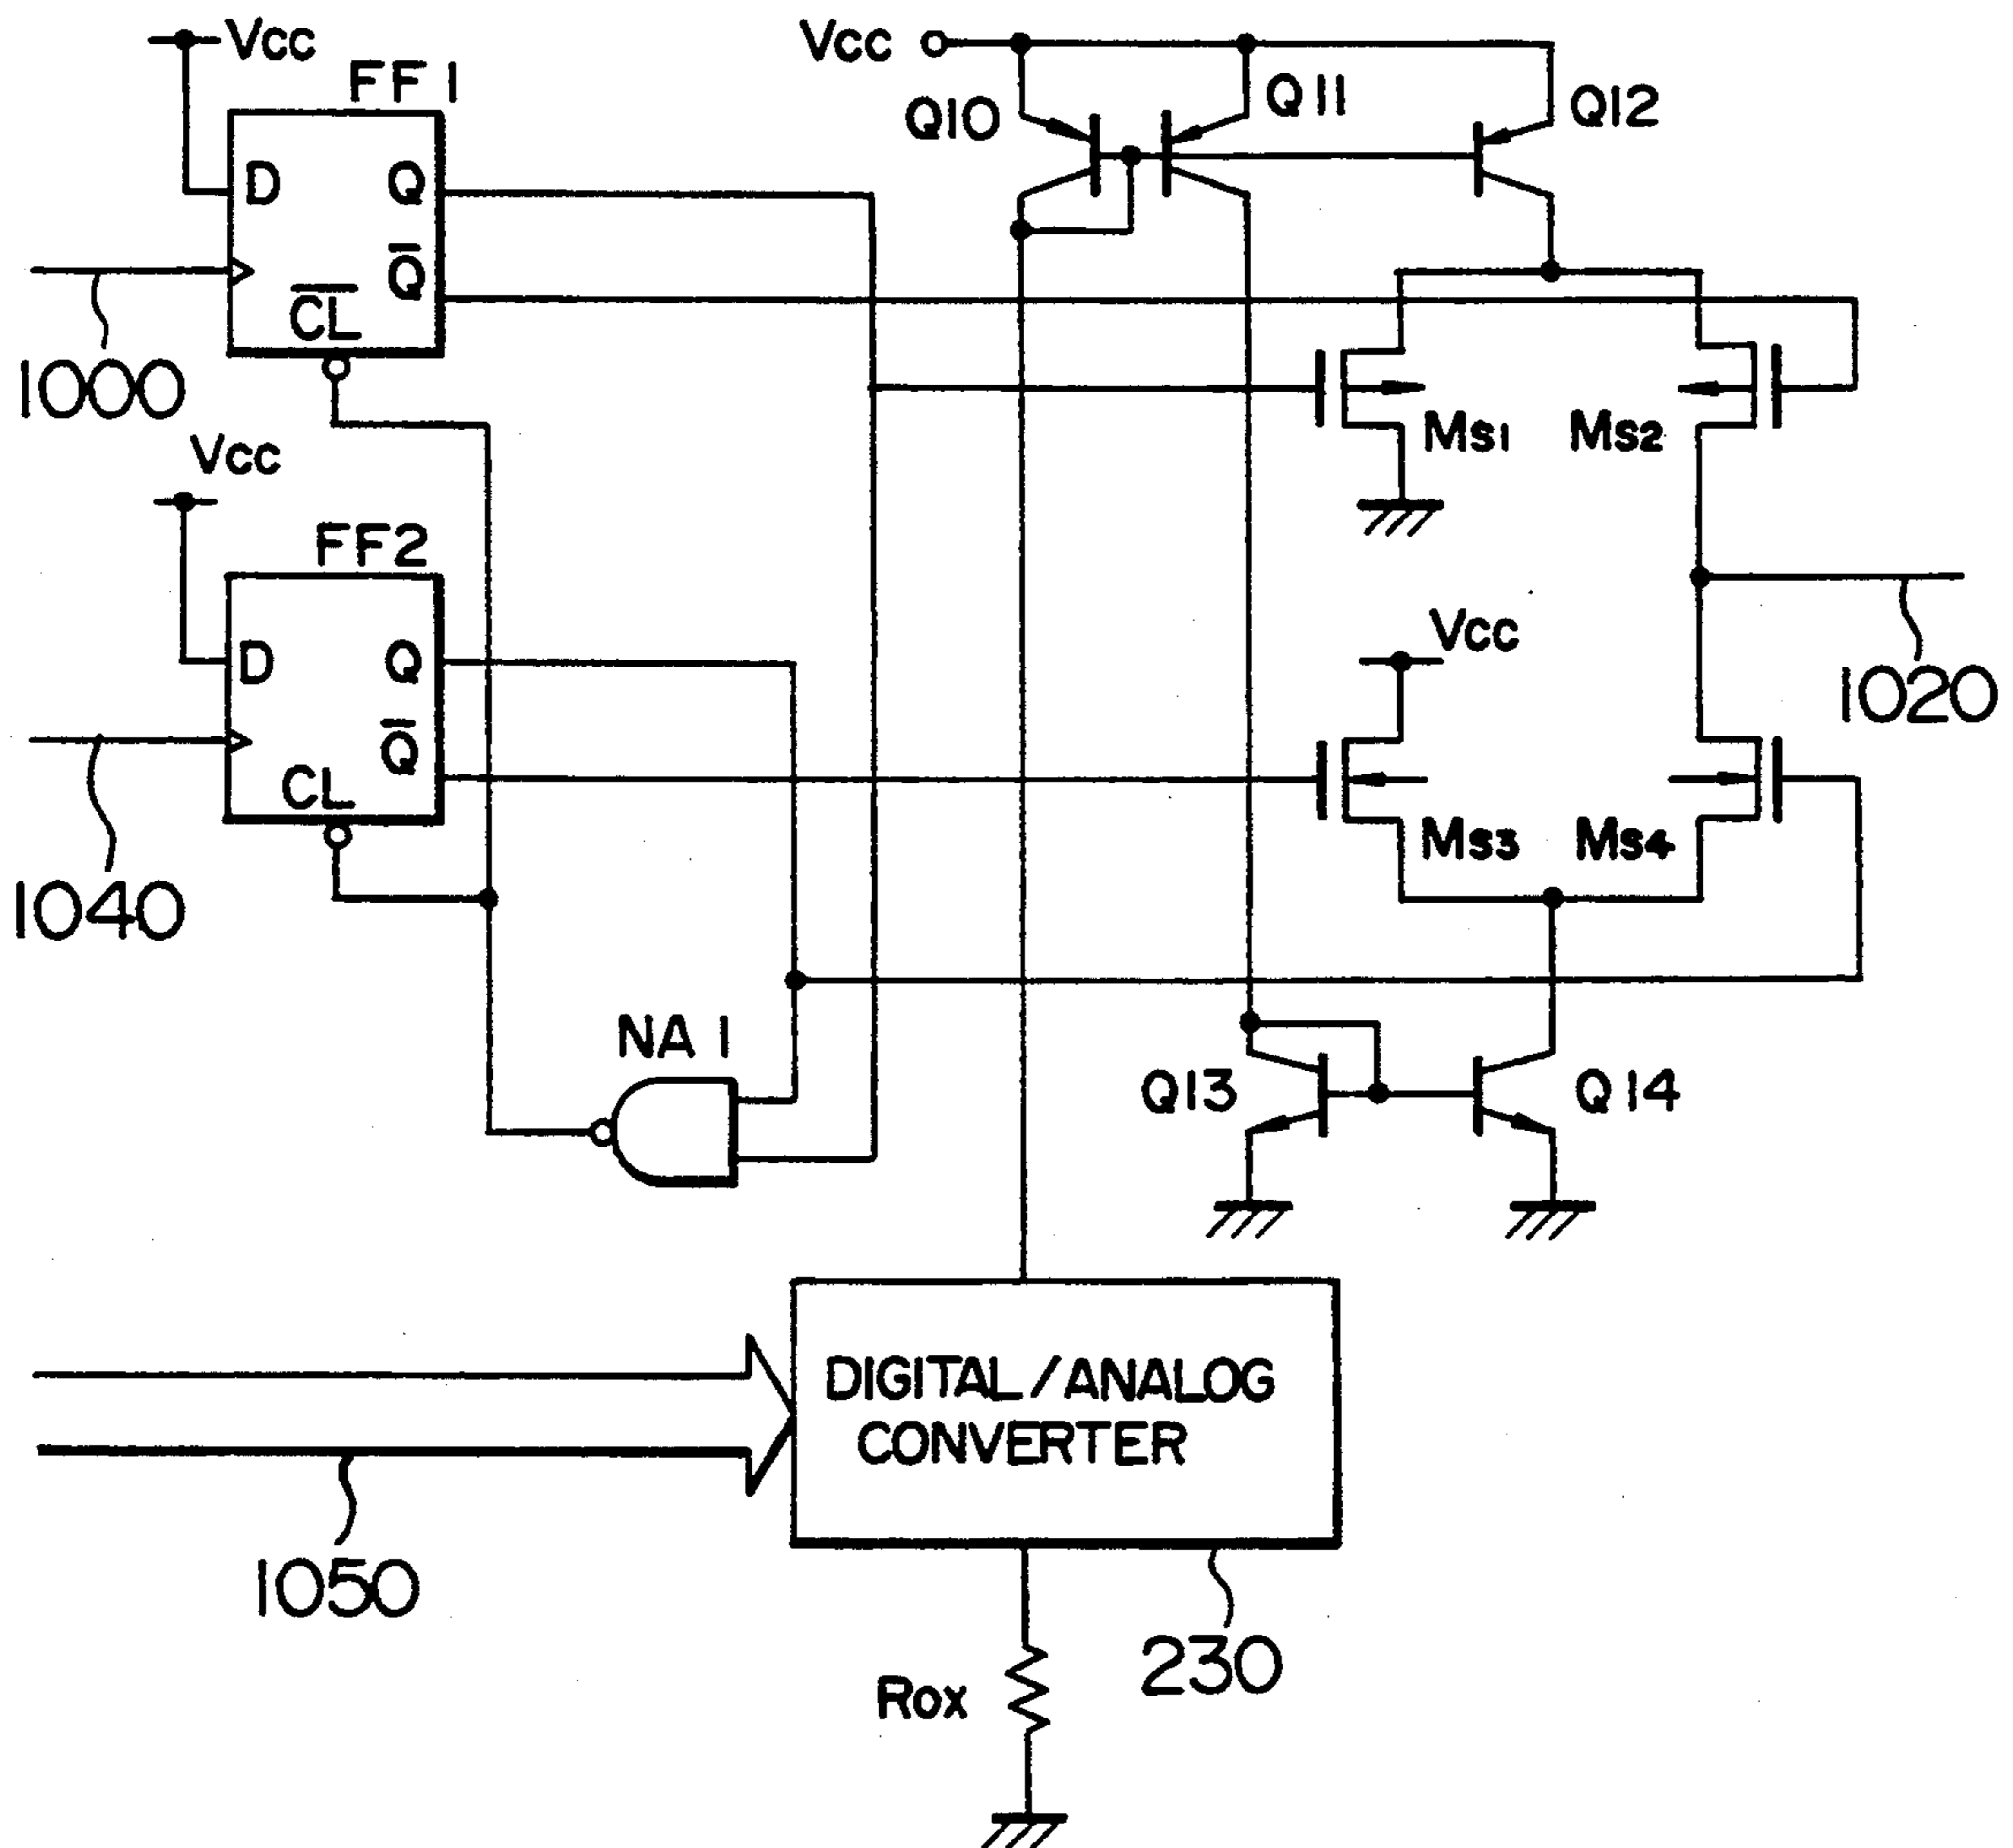 Vcc
FF1
D
Q
Q̅
C̅L̅
1000
Vcc
FF2
D
Q
Q̅
CL
1040
NA1
Vcc
Q10
Q11
Q12
Ms1
Ms2
Vcc
1020
Ms3
Ms4
Q13
Q14
DIGITAL/ANALOG
CONVERTER
1050
230
Rox